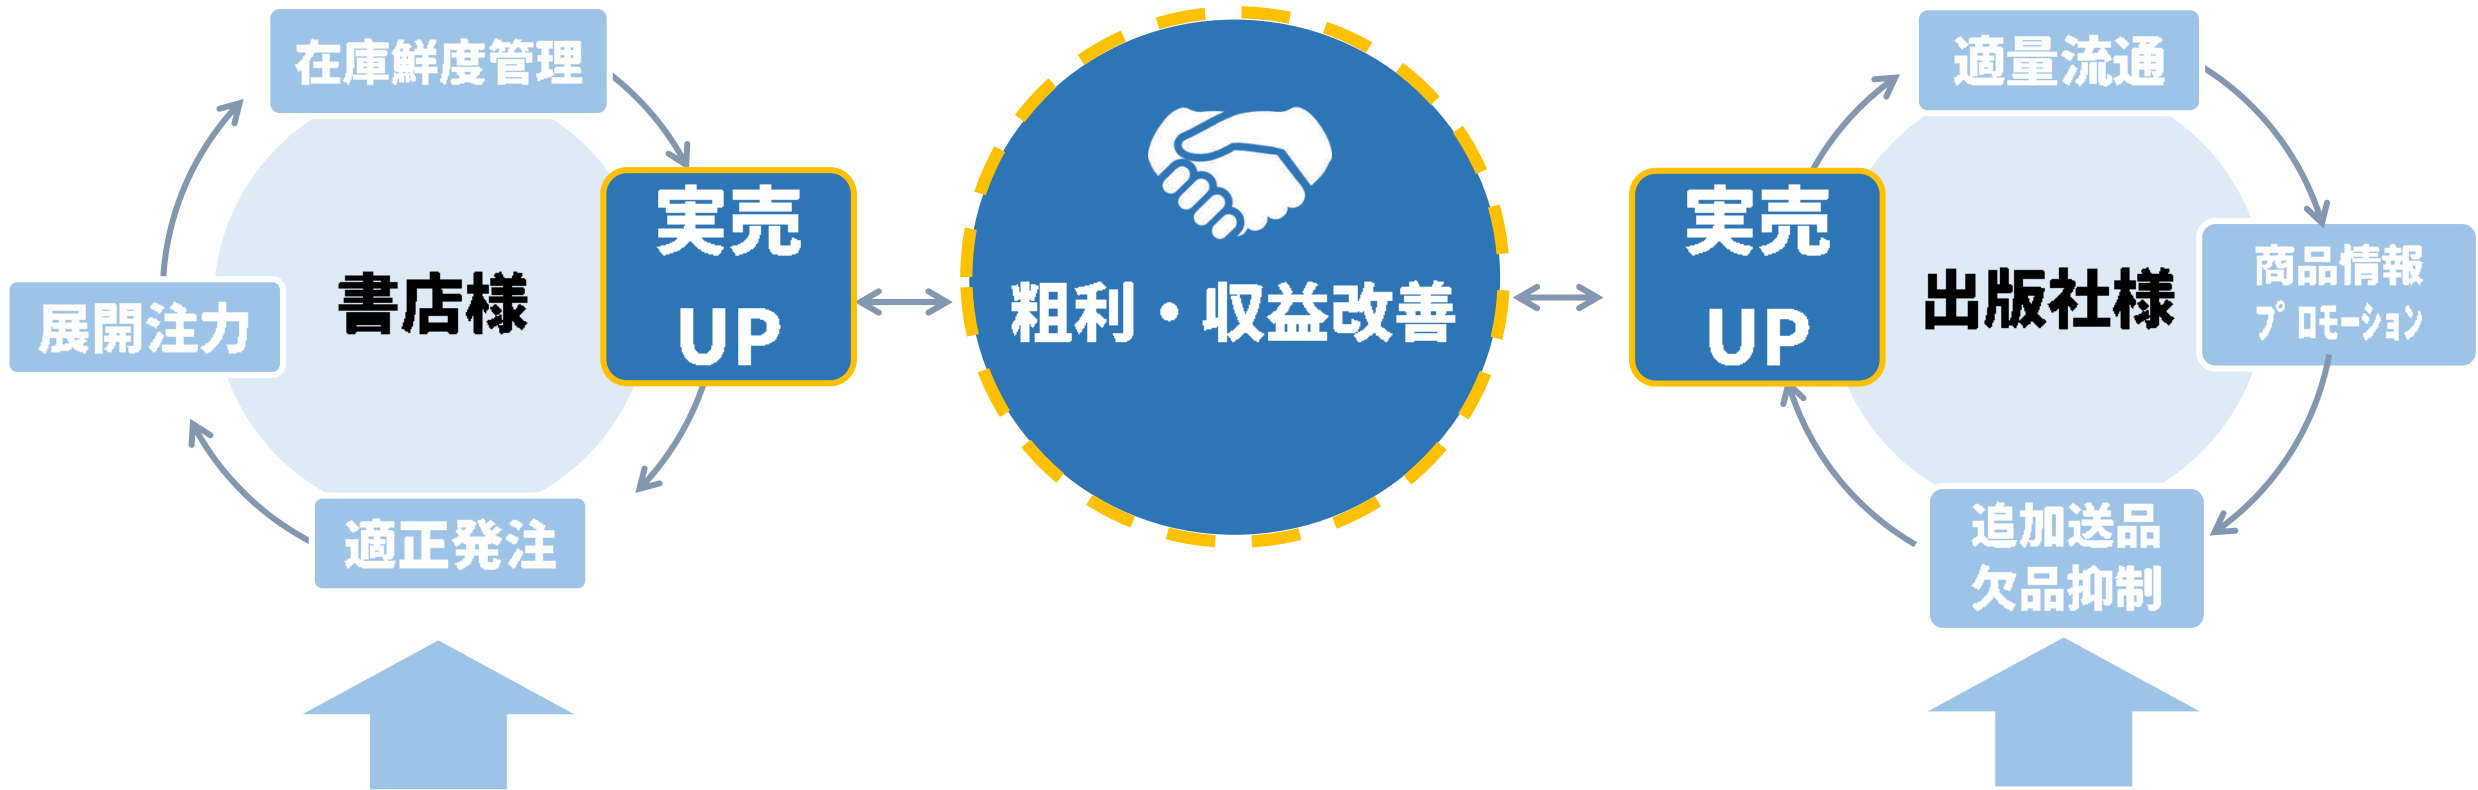 在庫鮮度管理
実売
UP
書店様
展開注力
適正発注
粗利・収益改善
適量流通
実売
UP
出版社様
商品情報
ﾌﾟﾛﾓｰｼｮﾝ
追加送品
欠品抑制